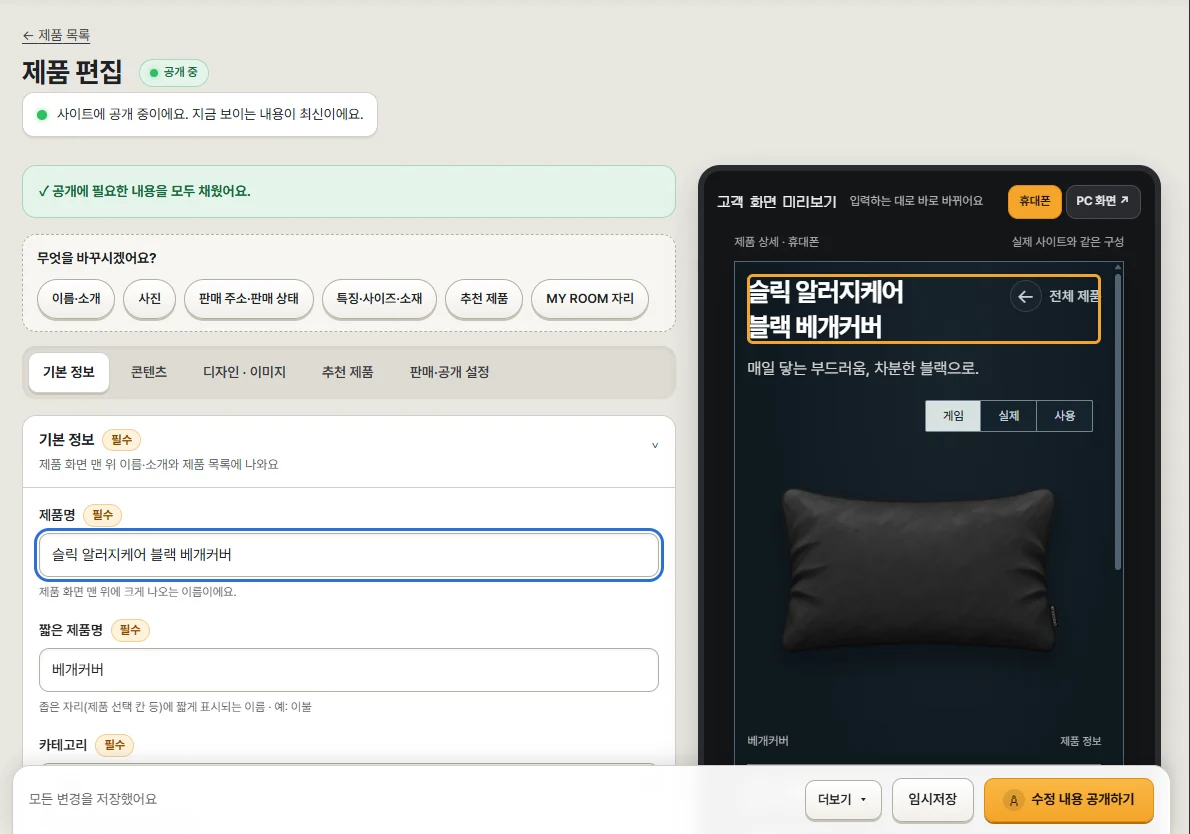 ← 제품 목록
제품 편집
공개 중
사이트에 공개 중이에요. 지금 보이는 내용이 최신이에요.
✓ 공개에 필요한 내용을 모두 채웠어요.
무엇을 바꾸시겠어요?
이름·소개 사진 판매 주소·판매 상태 특징·사이즈·소재 추천 제품 MY ROOM 자리
기본 정보 콘텐츠 디자인 · 이미지 추천 제품 판매·공개 설정
기본 정보 필수
제품 화면 맨 위 이름·소개와 제품 목록에 나와요
제품명 필수
슬릭 알러지케어 블랙 베개커버
제품 화면 맨 위에 크게 나오는 이름이에요.
짧은 제품명 필수
베개커버
좁은 자리(제품 선택 칸 등)에 짧게 표시되는 이름 · 예: 이불
카테고리 필수
고객 화면 미리보기 입력하는 대로 바로 바뀌어요 휴대폰 PC 화면 ↗
제품 상세 · 휴대폰 실제 사이트와 같은 구성
슬릭 알러지케어
블랙 베개커버
← 전체 제품
매일 닿는 부드러움, 차분한 블랙으로.
게임 실제 사용
베개커버 제품 정보
모든 변경을 저장했어요 더보기 임시저장 A 수정 내용 공개하기